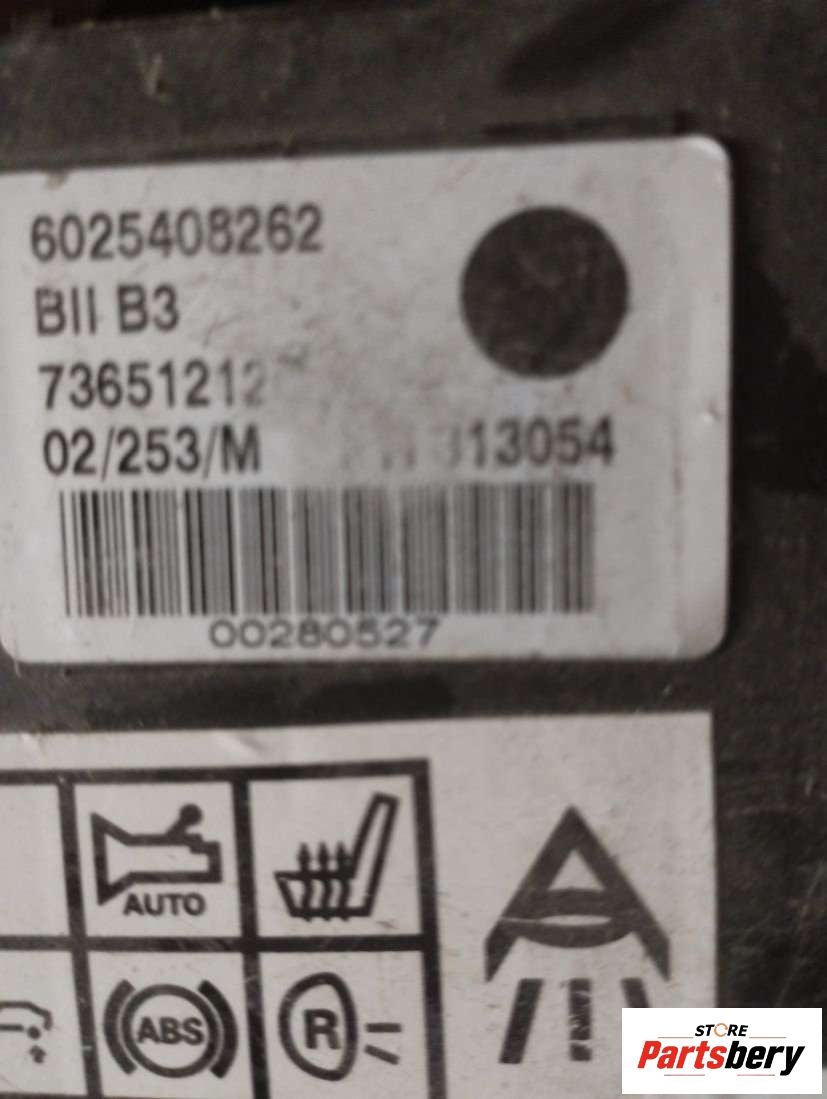 6025408262
BII B3
73651212
02/253/M 313054
00280527
AUTO
ABS
R
STORE
Partsbery